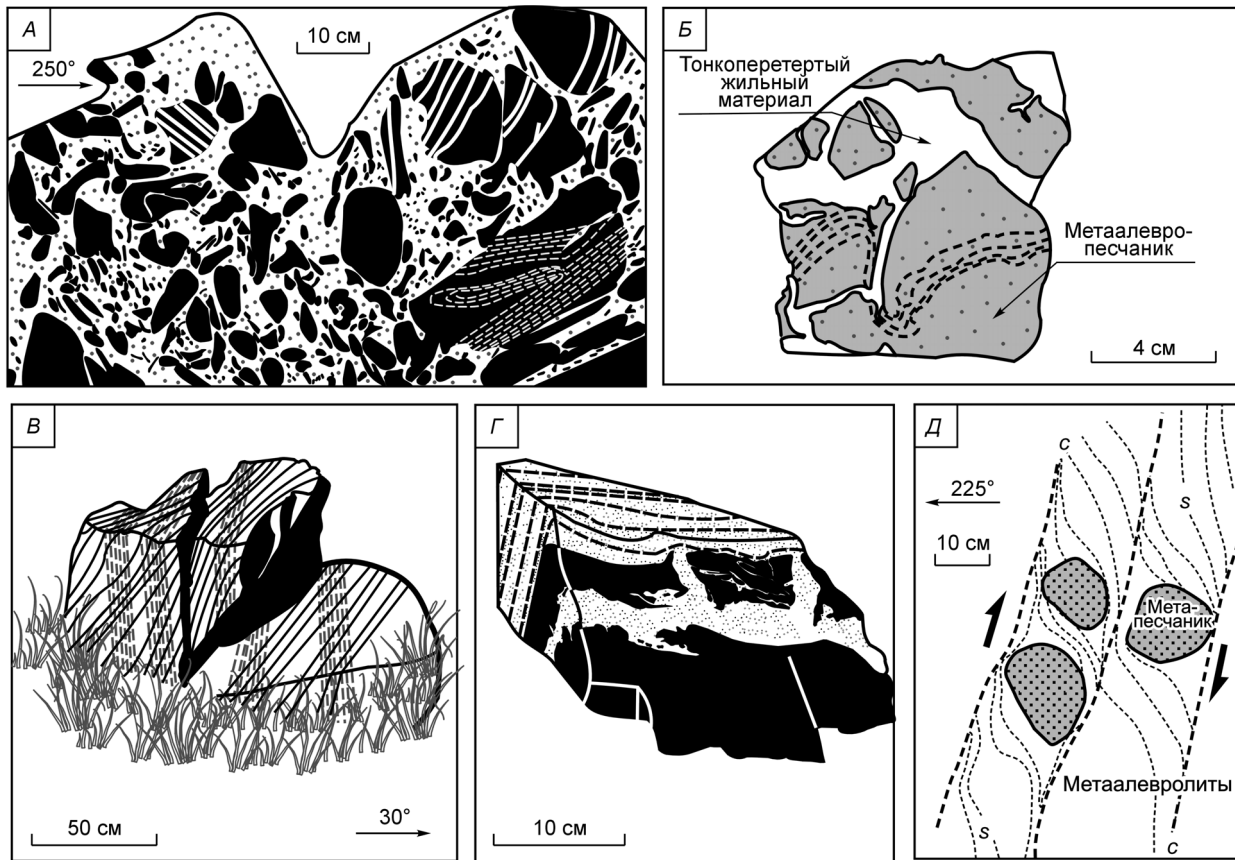 А
10 см
250°
Б
Тонкоперетертый
жильный
материал
Метаалевро-
песчаник
4 см
В
50 см
30°
Г
10 см
Д
225°
10 см
с
s
Мета-
песчаник
Метаалевролиты
s
с